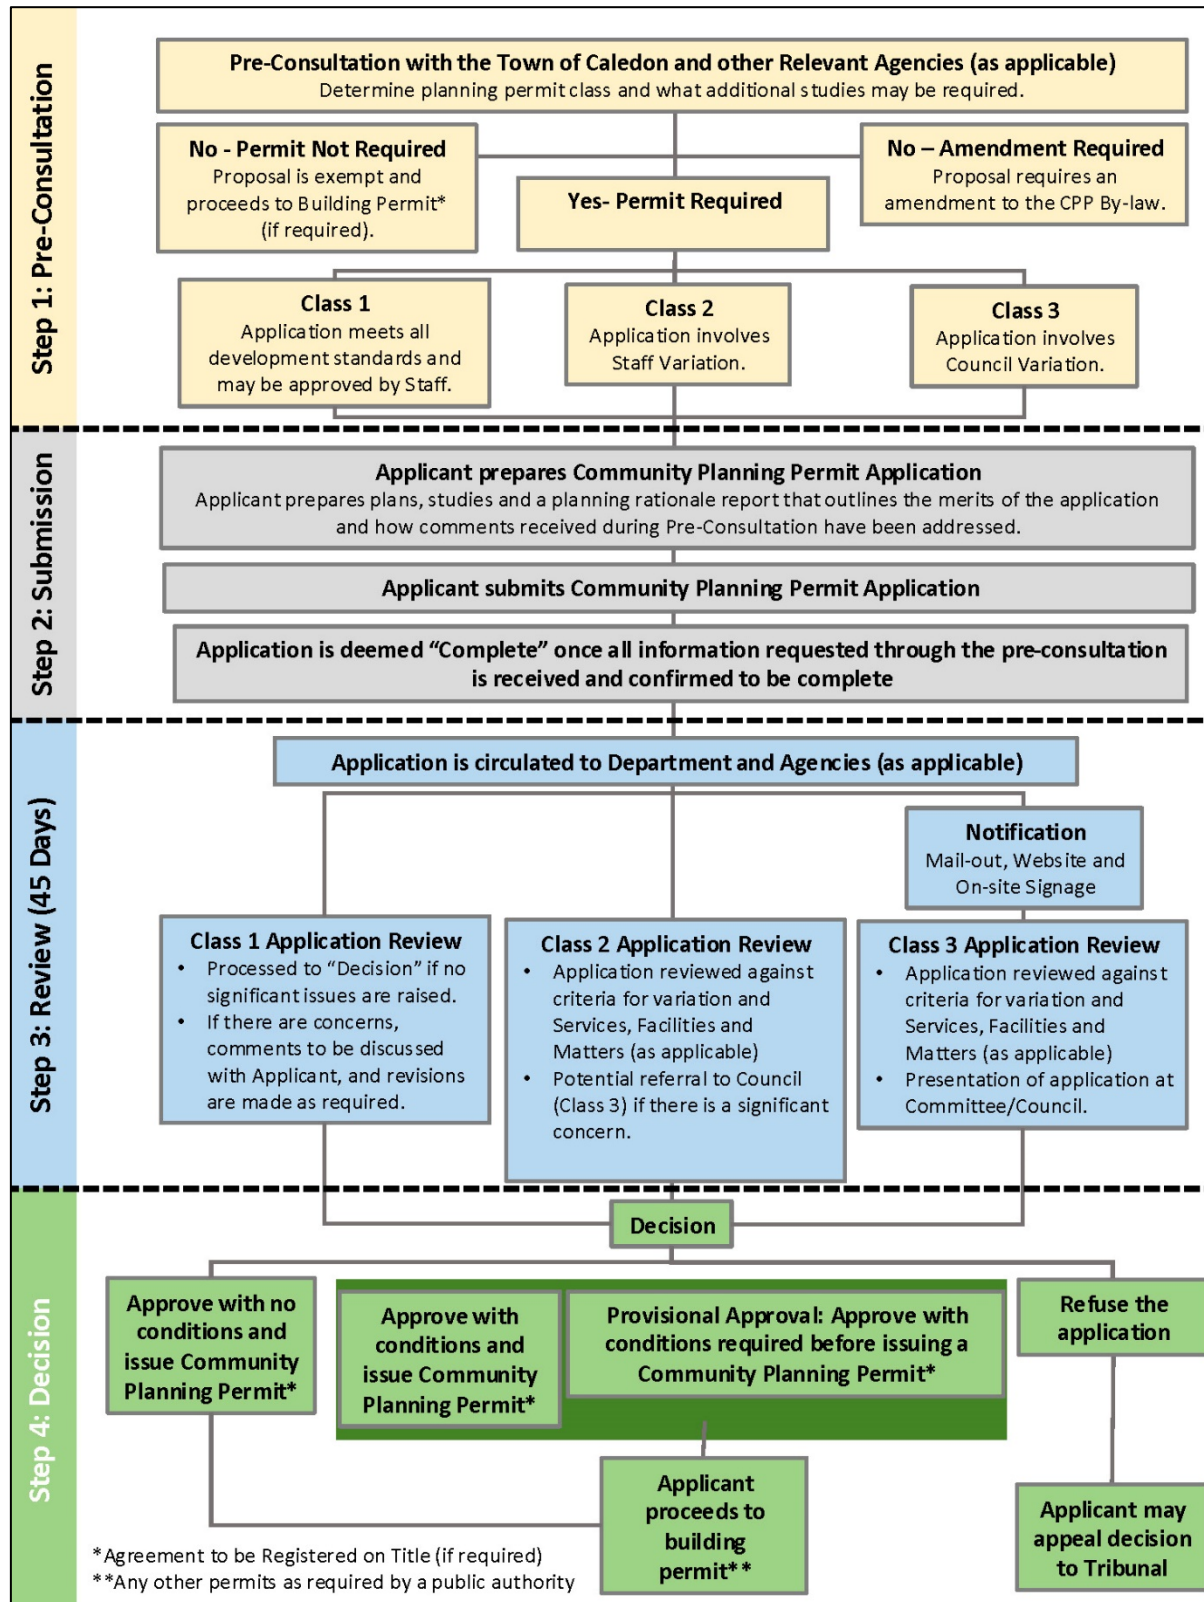 Step 1: Pre-Consultation
Pre-Consultation with the Town of Caledon and other Relevant Agencies (as applicable)
Determine planning permit class and what additional studies may be required.
No - Permit Not Required
Proposal is exempt and
proceeds to Building Permit*
(if required).
Yes- Permit Required
No – Amendment Required
Proposal requires an
amendment to the CPP By-law.
Class 1
Application meets all
development standards and
may be approved by Staff.
Class 2
Application involves
Staff Variation.
Class 3
Application involves
Council Variation.
Step 2: Submission
Applicant prepares Community Planning Permit Application
Applicant prepares plans, studies and a planning rationale report that outlines the merits of the application
and how comments received during Pre-Consultation have been addressed.
Applicant submits Community Planning Permit Application
Application is deemed “Complete” once all information requested through the pre-consultation
is received and confirmed to be complete
Step 3: Review (45 Days)
Application is circulated to Department and Agencies (as applicable)
Notification
Mail-out, Website and
On-site Signage
Class 1 Application Review
• Processed to “Decision” if no
significant issues are raised.
• If there are concerns,
comments to be discussed
with Applicant, and revisions
are made as required.
Class 2 Application Review
• Application reviewed against
criteria for variation and
Services, Facilities and
Matters (as applicable)
• Potential referral to Council
(Class 3) if there is a significant
concern.
Class 3 Application Review
• Application reviewed against
criteria for variation and
Services, Facilities and
Matters (as applicable)
• Presentation of application at
Committee/Council.
Step 4: Decision
Decision
Approve with no
conditions and
issue Community
Planning Permit*
Approve with
conditions and
issue Community
Planning Permit*
Provisional Approval: Approve with
conditions required before issuing a
Community Planning Permit*
Refuse the
application
Applicant
proceeds to
building
permit**
Applicant may
appeal decision
to Tribunal
*Agreement to be Registered on Title (if required)
**Any other permits as required by a public authority